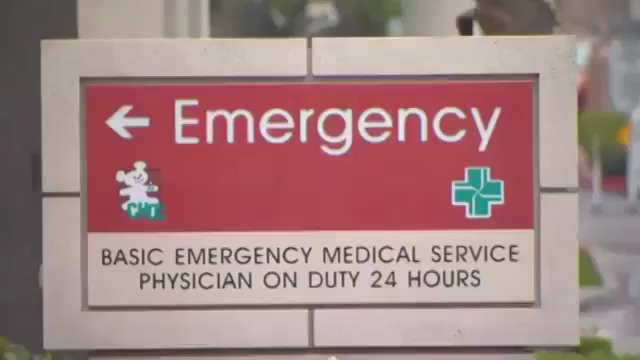 Emergency
BASIC EMERGENCY MEDICAL SERVICE
PHYSICIAN ON DUTY 24 HOURS